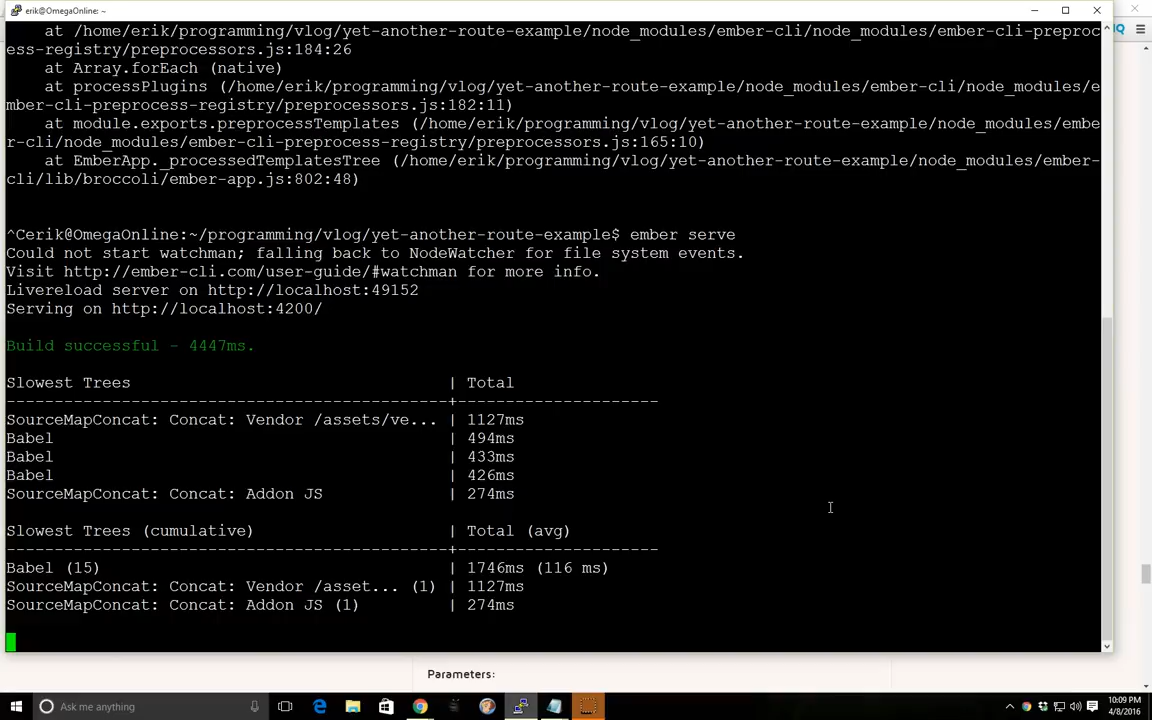 erik@OmegaOnline: ~
at /home/erik/programming/vlog/yet-another-route-example/node_modules/ember-cli/node_modules/ember-cli-preproc
ess-registry/preprocessors.js:184:26
at Array.forEach (native)
at processPlugins (/home/erik/programming/vlog/yet-another-route-example/node_modules/ember-cli/node_modules/e
mber-cli-preprocess-registry/preprocessors.js:182:11)
at module.exports.preprocessTemplates (/home/erik/programming/vlog/yet-another-route-example/node_modules/embe
r-cli/node_modules/ember-cli-preprocess-registry/preprocessors.js:165:10)
at EmberApp._processedTemplatesTree (/home/erik/programming/vlog/yet-another-route-example/node_modules/ember-
cli/lib/broccoli/ember-app.js:802:48)
^Cerik@OmegaOnline:~/programming/vlog/yet-another-route-example$ ember serve
Could not start watchman; falling back to NodeWatcher for file system events.
Visit http://ember-cli.com/user-guide/#watchman for more info.
Livereload server on http://localhost:49152
Serving on http://localhost:4200/
Build successful - 4447ms.
Slowest Trees | Total
----------------------------------------------+---------------------
SourceMapConcat: Concat: Vendor /assets/ve... | 1127ms
Babel | 494ms
Babel | 433ms
Babel | 426ms
SourceMapConcat: Concat: Addon JS | 274ms
Slowest Trees (cumulative) | Total (avg)
----------------------------------------------+---------------------
Babel (15) | 1746ms (116 ms)
SourceMapConcat: Concat: Vendor /asset... (1) | 1127ms
SourceMapConcat: Concat: Addon JS (1) | 274ms
Parameters:
Ask me anything
10:09 PM
4/8/2016